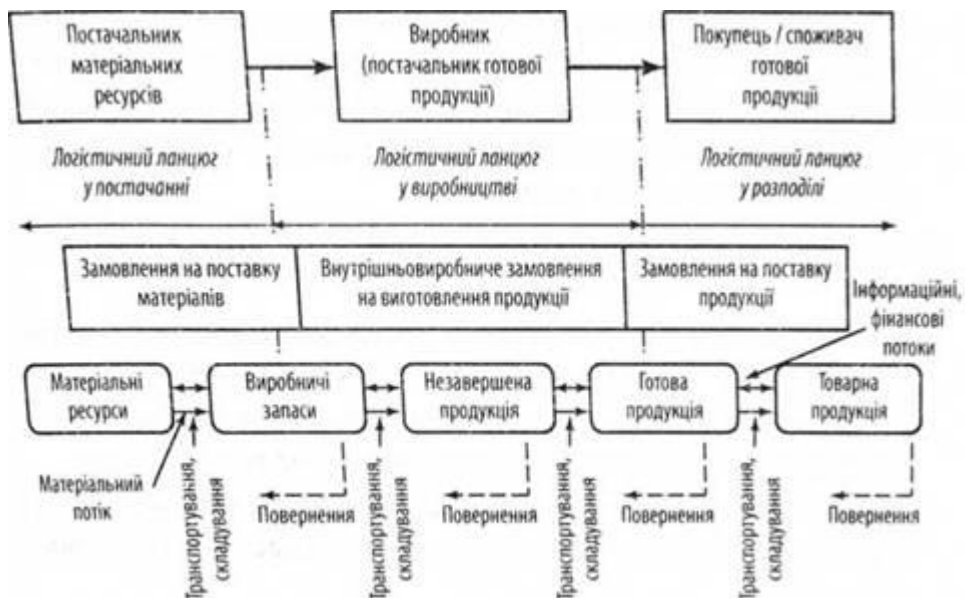 Постачальник
матеріальних
ресурсів
Виробник
(постачальник готової
продукції)
Покупець / споживач
готової
продукції
Логістичний ланцюг
у постачанні
Логістичний ланцюг
у виробництві
Логістичний ланцюг
у розподілі
Замовлення на поставку
матеріалів
Внутрішньовиробниче замовлення
на виготовлення продукції
Замовлення на поставку
продукції
Інформаційні,
фінансові
потоки
Матеріальні
ресурси
Виробничі
запаси
Незавершена
продукція
Готова
продукція
Товарна
продукція
Матеріальний
потік
Транспортування,
складування
Повернення
Транспортування,
складування
Повернення
Транспортування,
складування
Повернення
Транспортування,
складування
Повернення